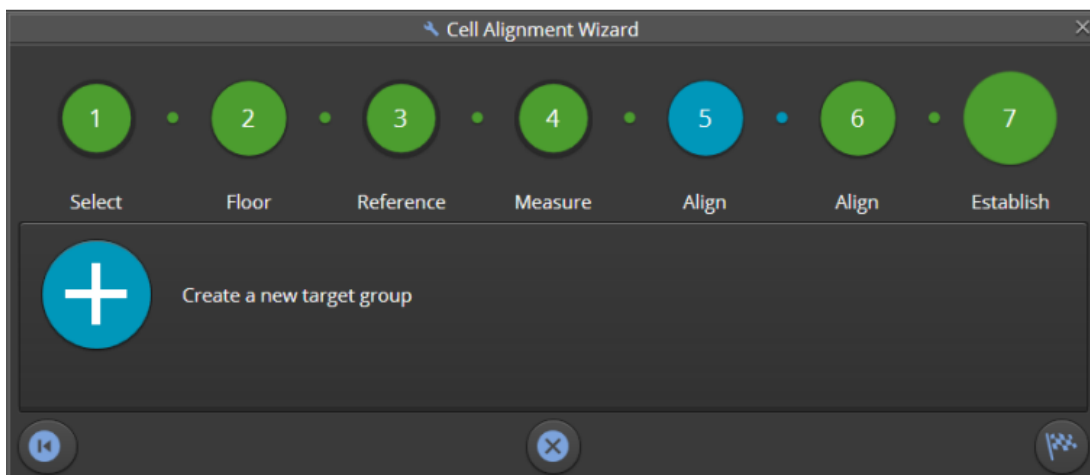 Cell Alignment Wizard
1 2 3 4 5 6 7
Select Floor Reference Measure Align Align Establish
Create a new target group